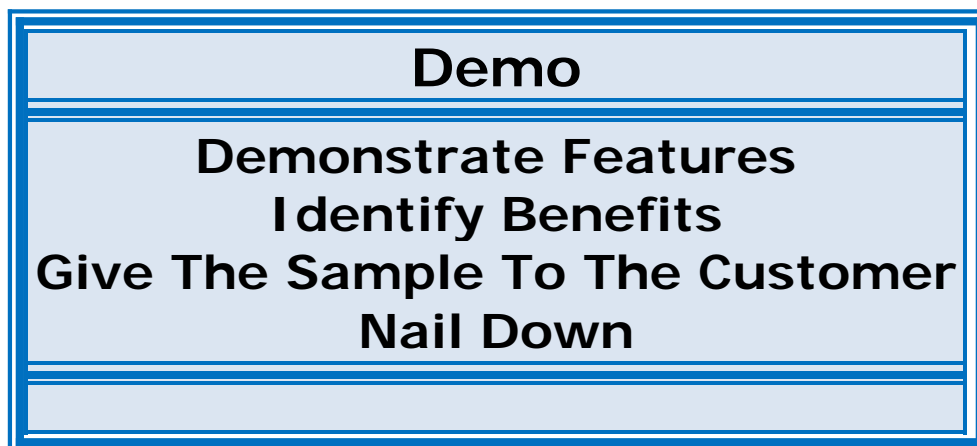 Demo
Demonstrate Features
Identify Benefits
Give The Sample To The Customer
Nail Down